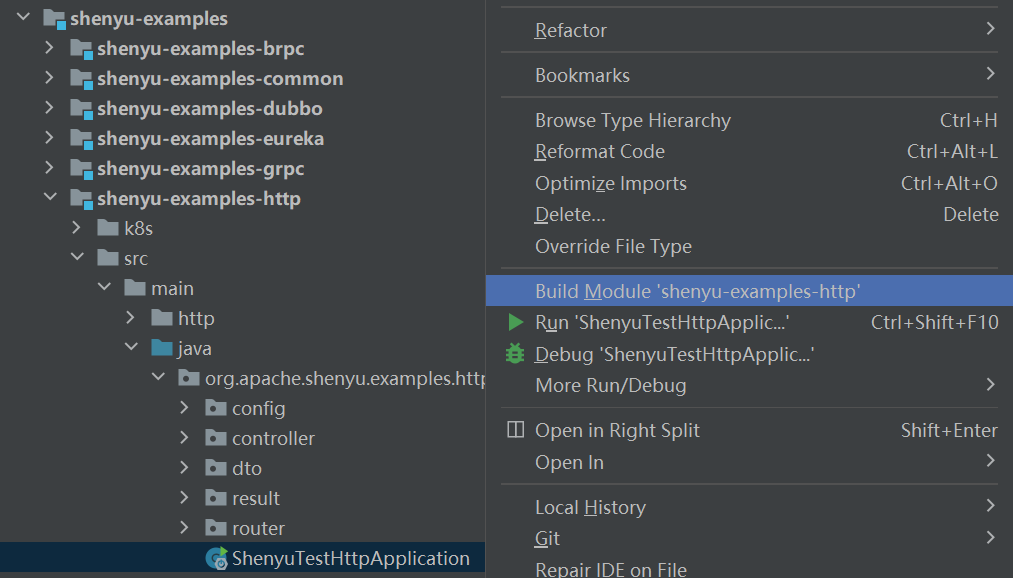 shenyu-examples
shenyu-examples-brpc
shenyu-examples-common
shenyu-examples-dubbo
shenyu-examples-eureka
shenyu-examples-grpc
shenyu-examples-http
k8s
src
main
http
java
org.apache.shenyu.examples.http
config
controller
dto
result
router
ShenyuTestHttpApplication
Refactor
Bookmarks
Browse Type Hierarchy Ctrl+H
Reformat Code Ctrl+Alt+L
Optimize Imports Ctrl+Alt+O
Delete... Delete
Override File Type
Build Module 'shenyu-examples-http'
Run 'ShenyuTestHttpApplic...' Ctrl+Shift+F10
Debug 'ShenyuTestHttpApplic...'
More Run/Debug
Open in Right Split Shift+Enter
Open In
Local History
Git
Repair IDE on File